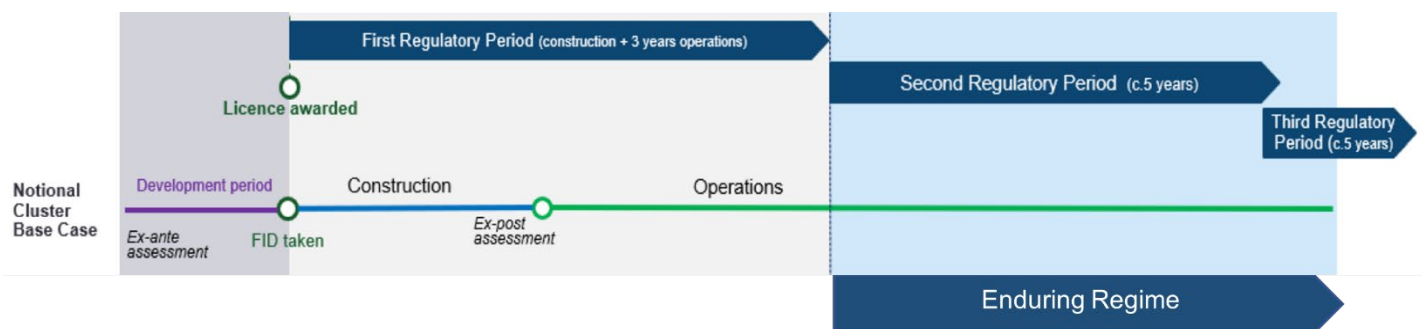 First Regulatory Period (construction + 3 years operations)
Second Regulatory Period (c.5 years)
Licence awarded
Third Regulatory
Period (c.5 years)
Notional
Cluster
Base Case
Development period
Construction
Operations
Ex-ante
assessment
FID taken
Ex-post
assessment
Enduring Regime